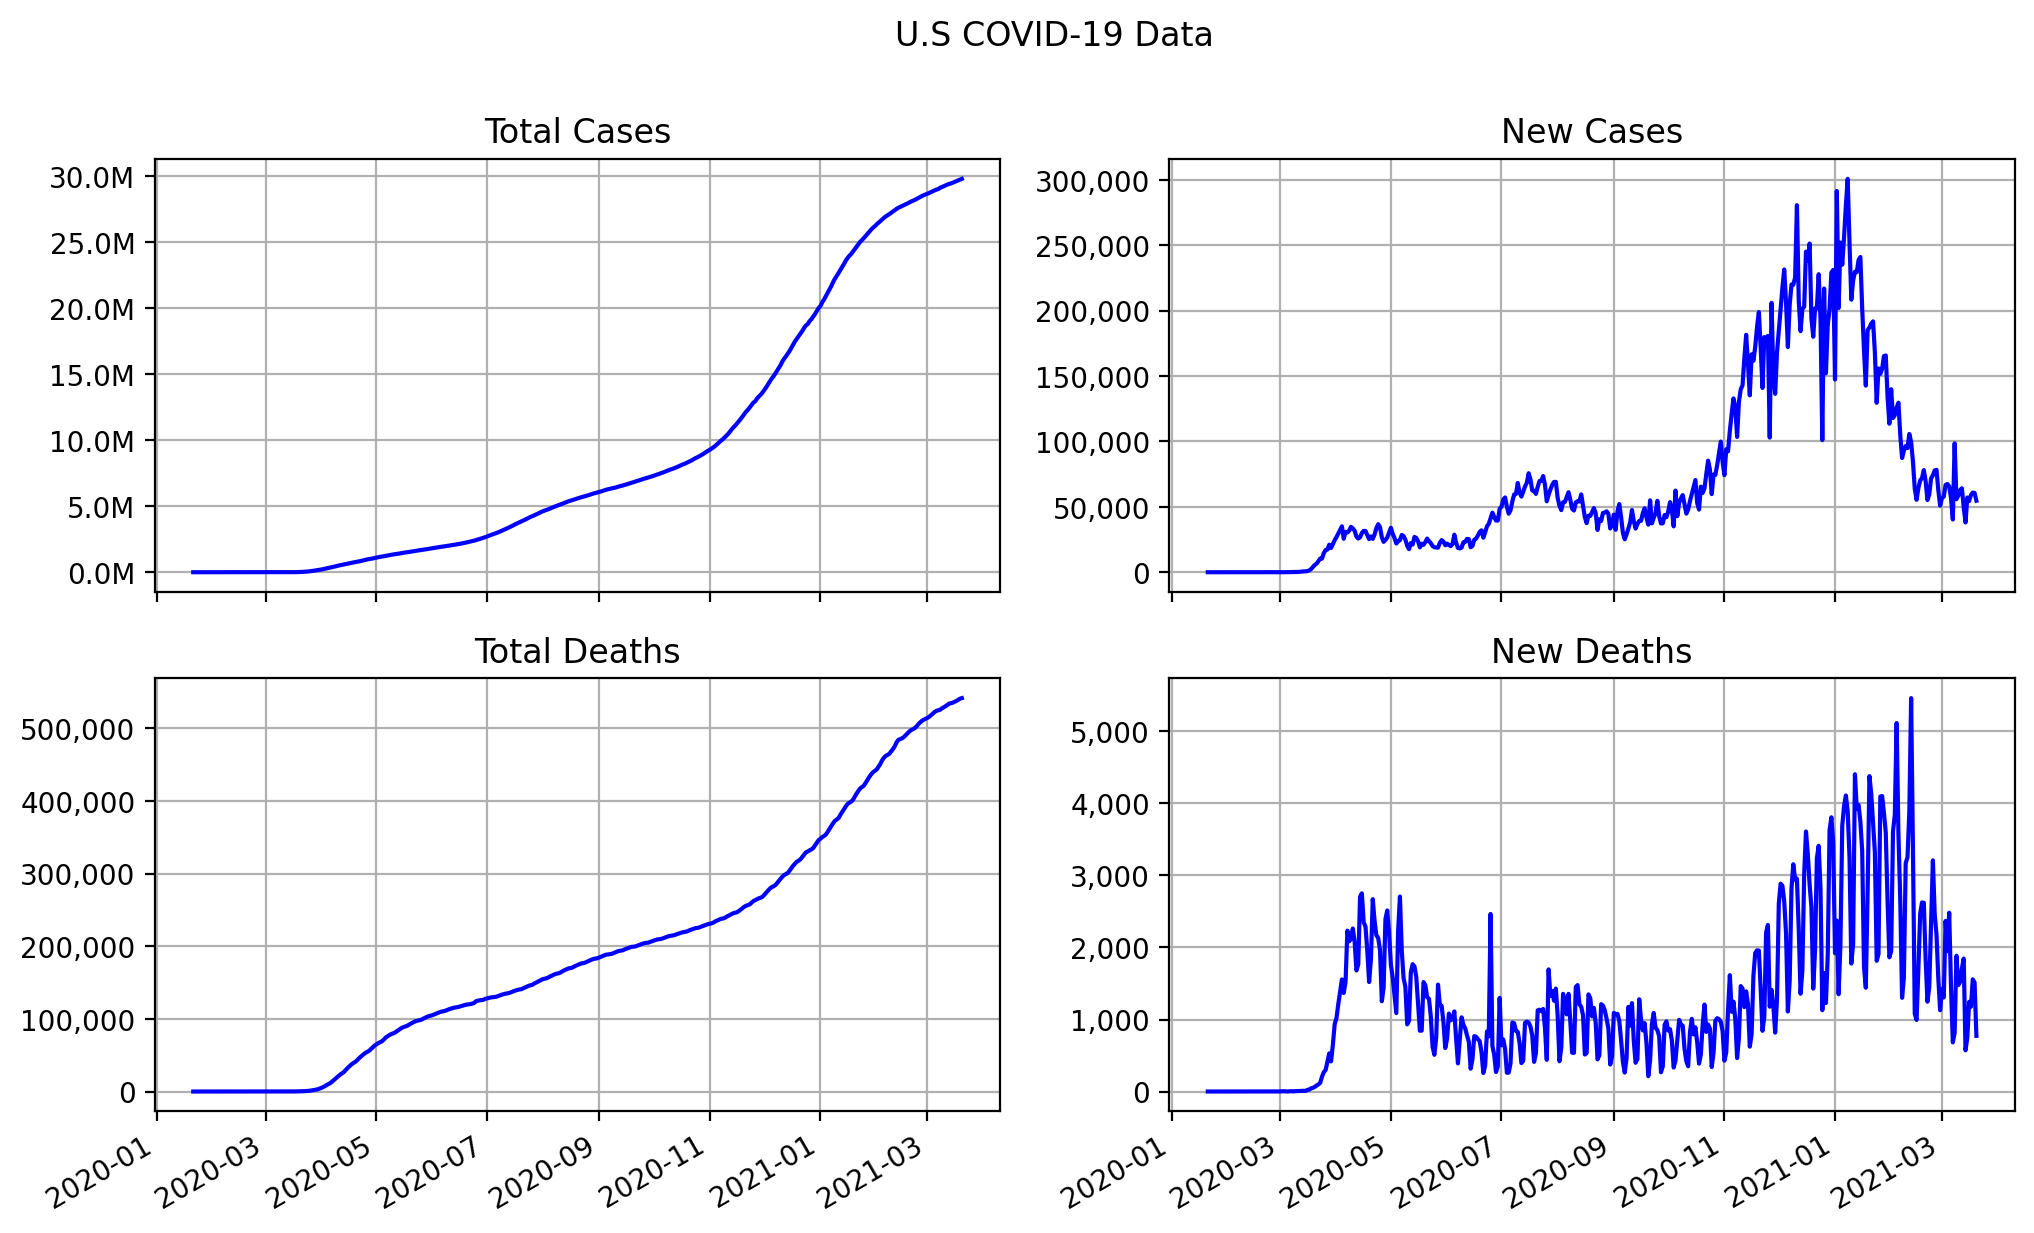 U.S COVID-19 Data
Total Cases
30.0M
25.0M
20.0M
15.0M
10.0M
5.0M
0.0M
New Cases
300,000
250,000
200,000
150,000
100,000
50,000
0
Total Deaths
500,000
400,000
300,000
200,000
100,000
0
2020-01
2020-03
2020-05
2020-07
2020-09
2020-11
2021-01
2021-03
New Deaths
5,000
4,000
3,000
2,000
1,000
0
2020-01
2020-03
2020-05
2020-07
2020-09
2020-11
2021-01
2021-03